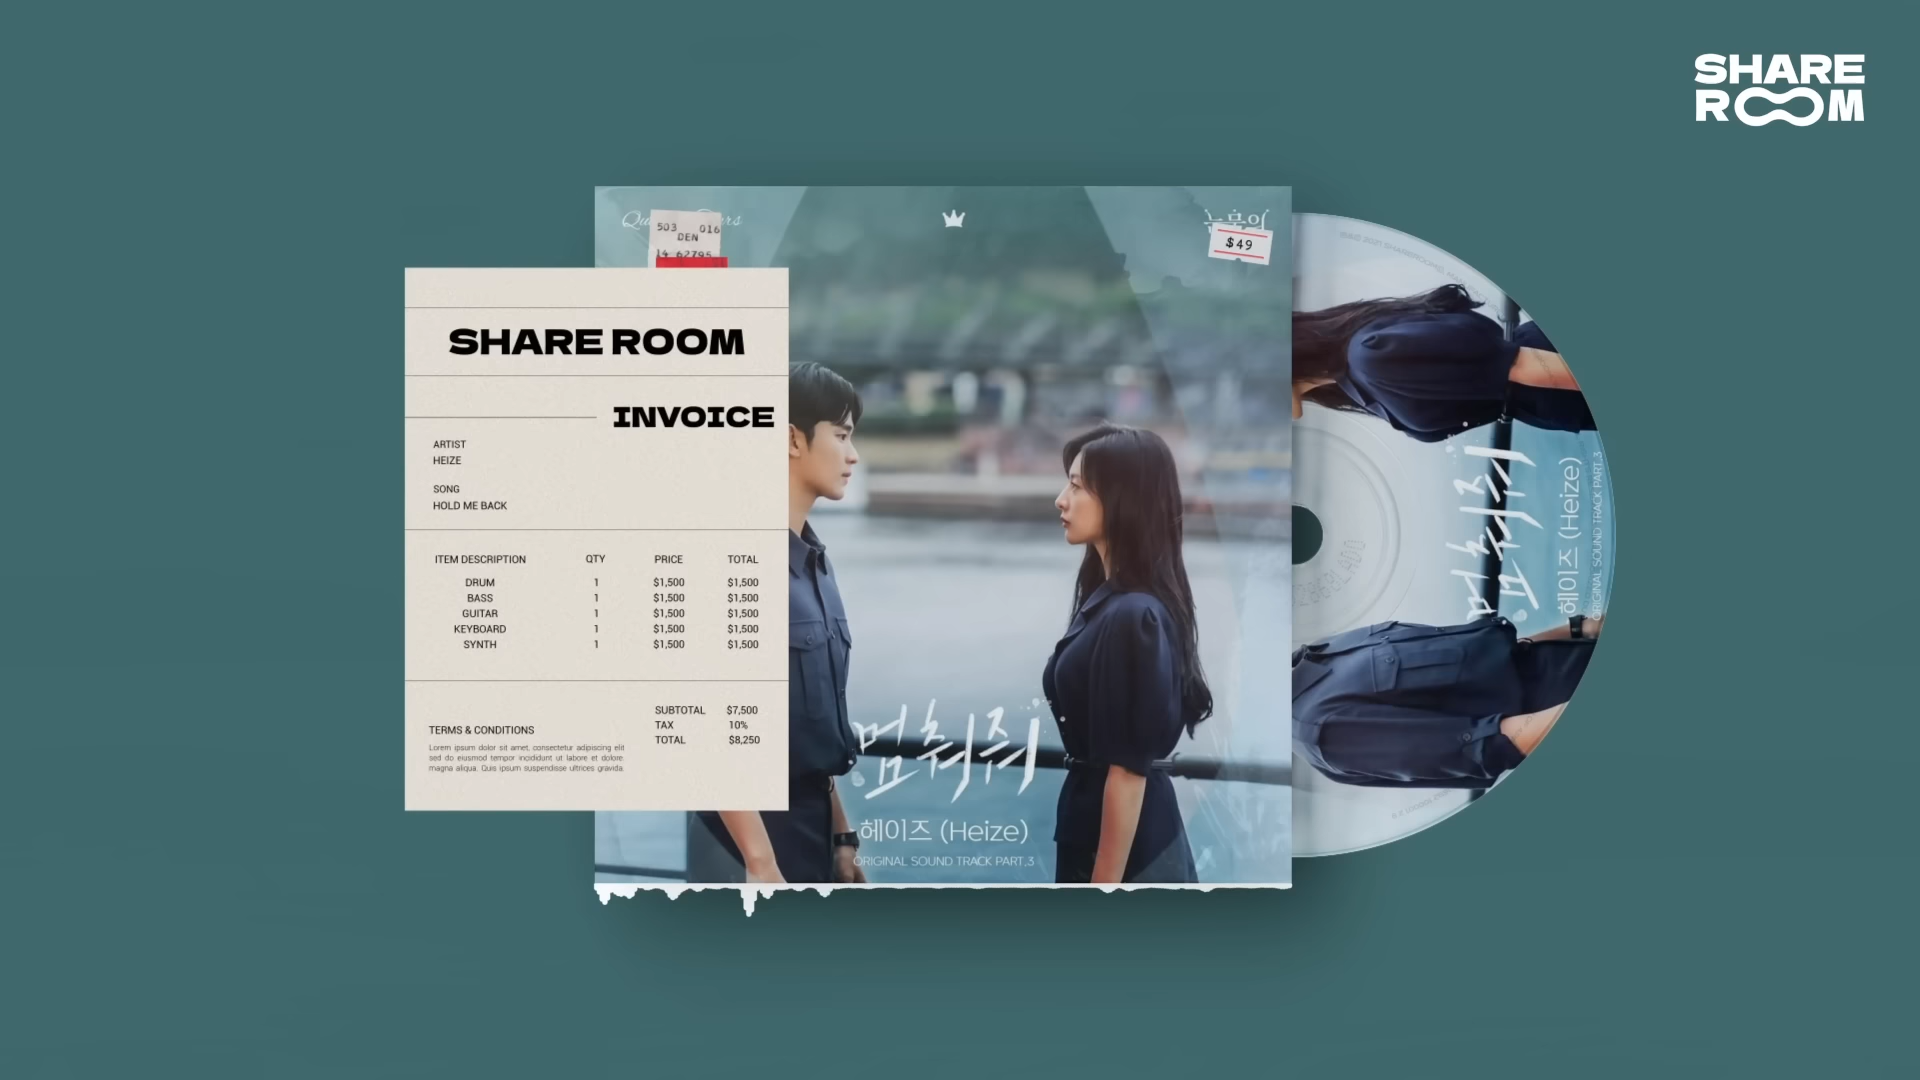 SHARE
ROOM
503 016
DEN
14 62795
$49
SHARE ROOM
INVOICE
ARTIST
HEIZE
SONG
HOLD ME BACK
ITEM DESCRIPTION QTY PRICE TOTAL
DRUM 1 $1,500 $1,500
BASS 1 $1,500 $1,500
GUITAR 1 $1,500 $1,500
KEYBOARD 1 $1,500 $1,500
SYNTH 1 $1,500 $1,500
SUBTOTAL $7,500
TAX 10%
TOTAL $8,250
TERMS & CONDITIONS
Lorem ipsum dolor sit amet, consectetur adipiscing elit
sed do eiusmod tempor incididunt ut labore et dolore.
magna aliqua. Quis ipsum suspendisse ultrices gravida.
멈춰줘
헤이즈 (Heize)
ORIGINAL SOUND TRACK PART.3
멈춰줘
헤이즈 (Heize)
ORIGINAL SOUND TRACK PART.3